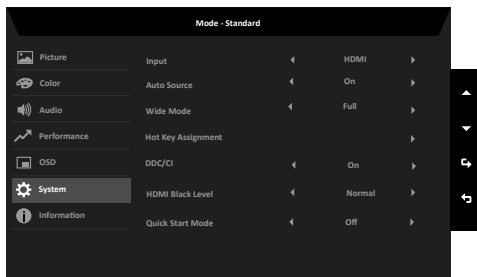 Mode - Standard
Picture
Color
Audio
Performance
OSD
System
Information
Input HDMI
Auto Source On
Wide Mode Full
Hot Key Assignment
DDC/CI On
HDMI Black Level Normal
Quick Start Mode Off